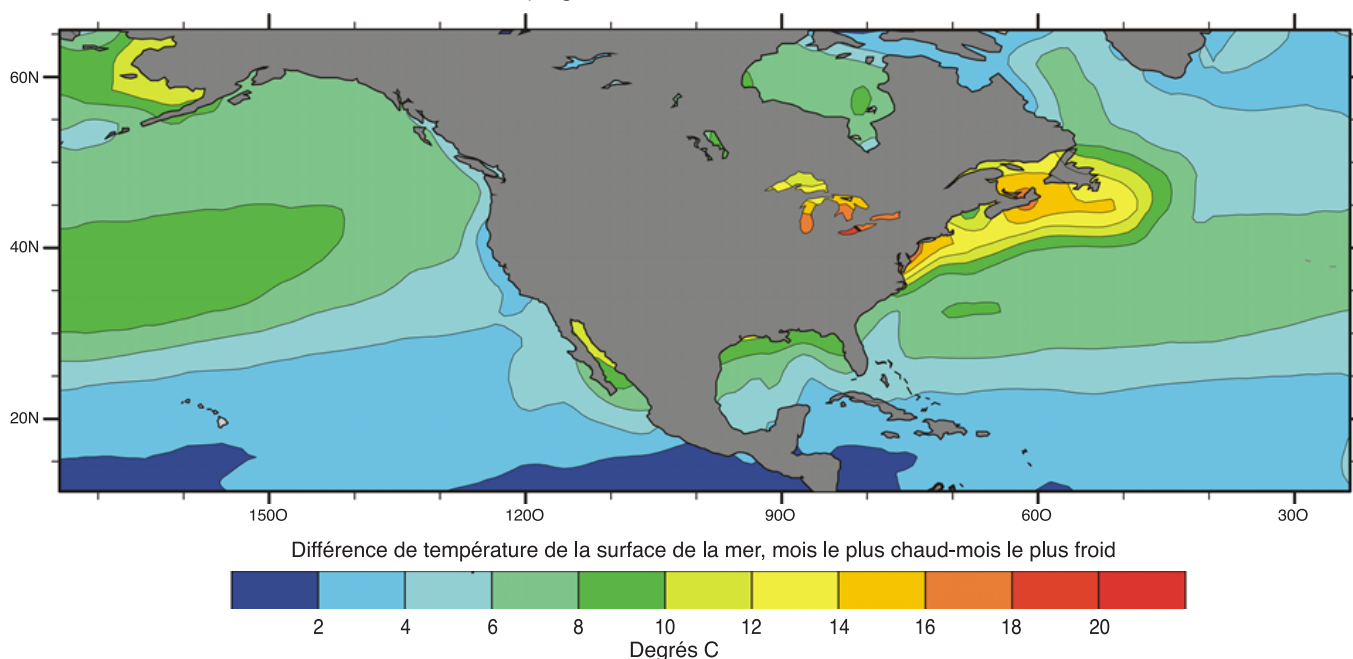 60N
40N
20N
150O
120O
90O
60O
30O
Différence de température de la surface de la mer, mois le plus chaud-mois le plus froid
2 4 6 8 10 12 14 16 18 20
Degrés C